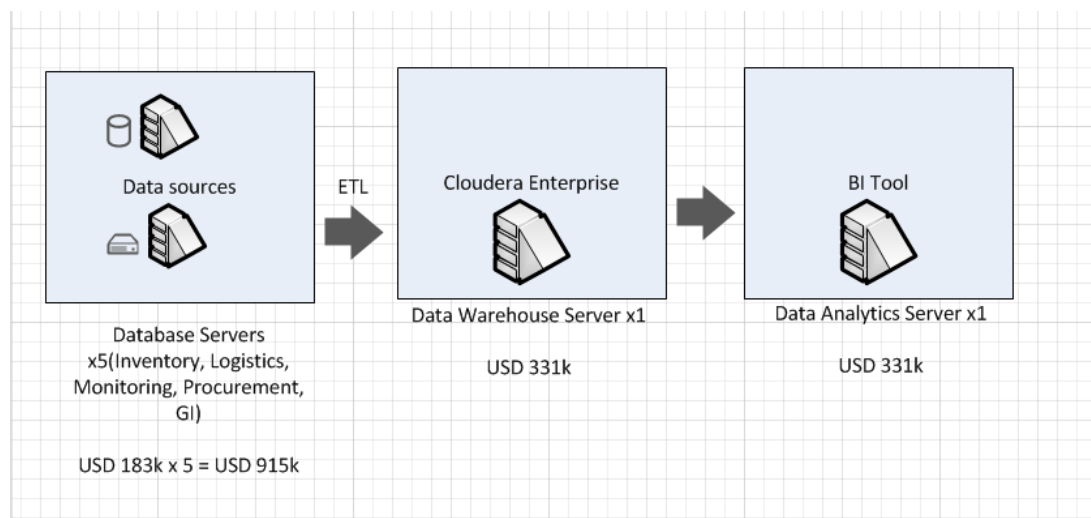 Data sources
Database Servers
x5(Inventory, Logistics,
Monitoring, Procurement,
GI)
USD 183k x 5 = USD 915k
ETL
Cloudera Enterprise
Data Warehouse Server x1
USD 331k
BI Tool
Data Analytics Server x1
USD 331k